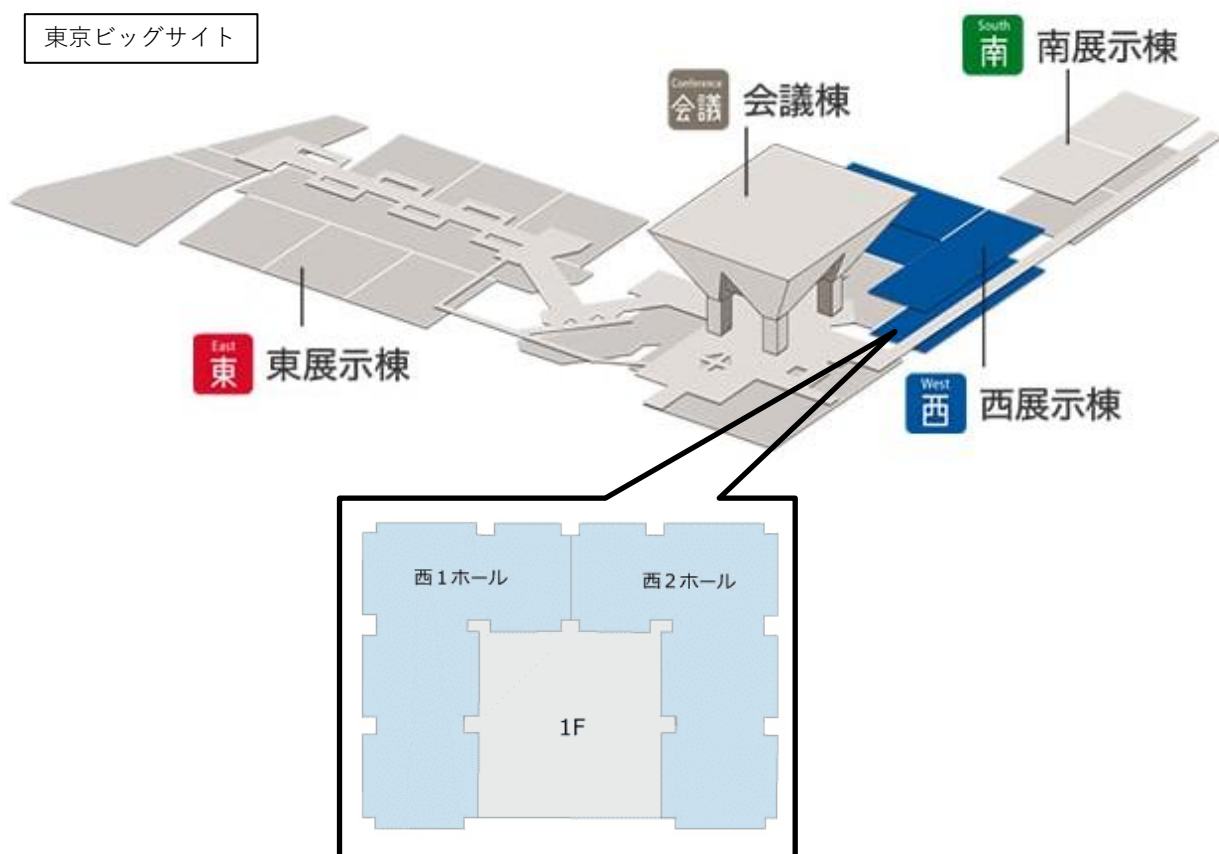 東京ビッグサイト
South
南
南展示棟
Conference
会議
会議棟
East
東
東展示棟
West
西
西展示棟
西1ホール
西2ホール
1F